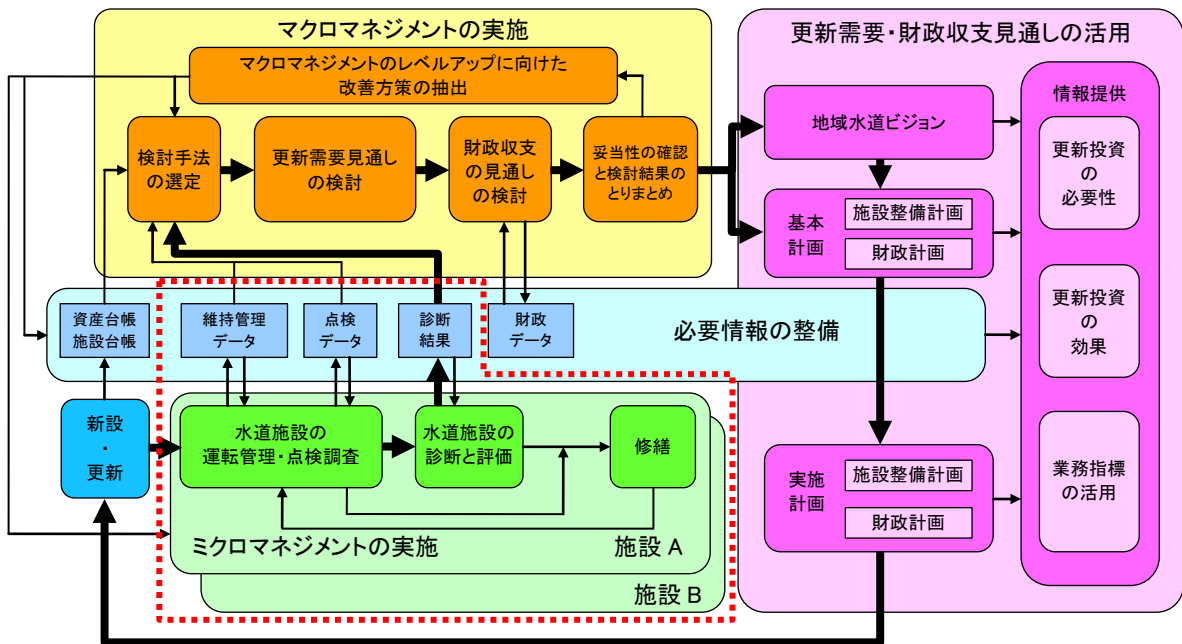 マクロマネジメントの実施
マクロマネジメントのレベルアップに向けた
改善方策の抽出
検討手法
の選定
更新需要見通し
の検討
財政収支
の見通し
の検討
妥当性の確認
と検討結果の
とりまとめ
更新需要・財政収支見通しの活用
地域水道ビジョン
基本
計画
施設整備計画
財政計画
実施
計画
施設整備計画
財政計画
情報提供
更新投資
の
必要性
更新投資
の
効果
業務指標
の活用
資産台帳
施設台帳
維持管理
データ
点検
データ
診断
結果
財政
データ
必要情報の整備
新設
・
更新
水道施設の
運転管理・点検調査
水道施設の
診断と評価
修繕
ミクロマネジメントの実施
施設 A
施設 B